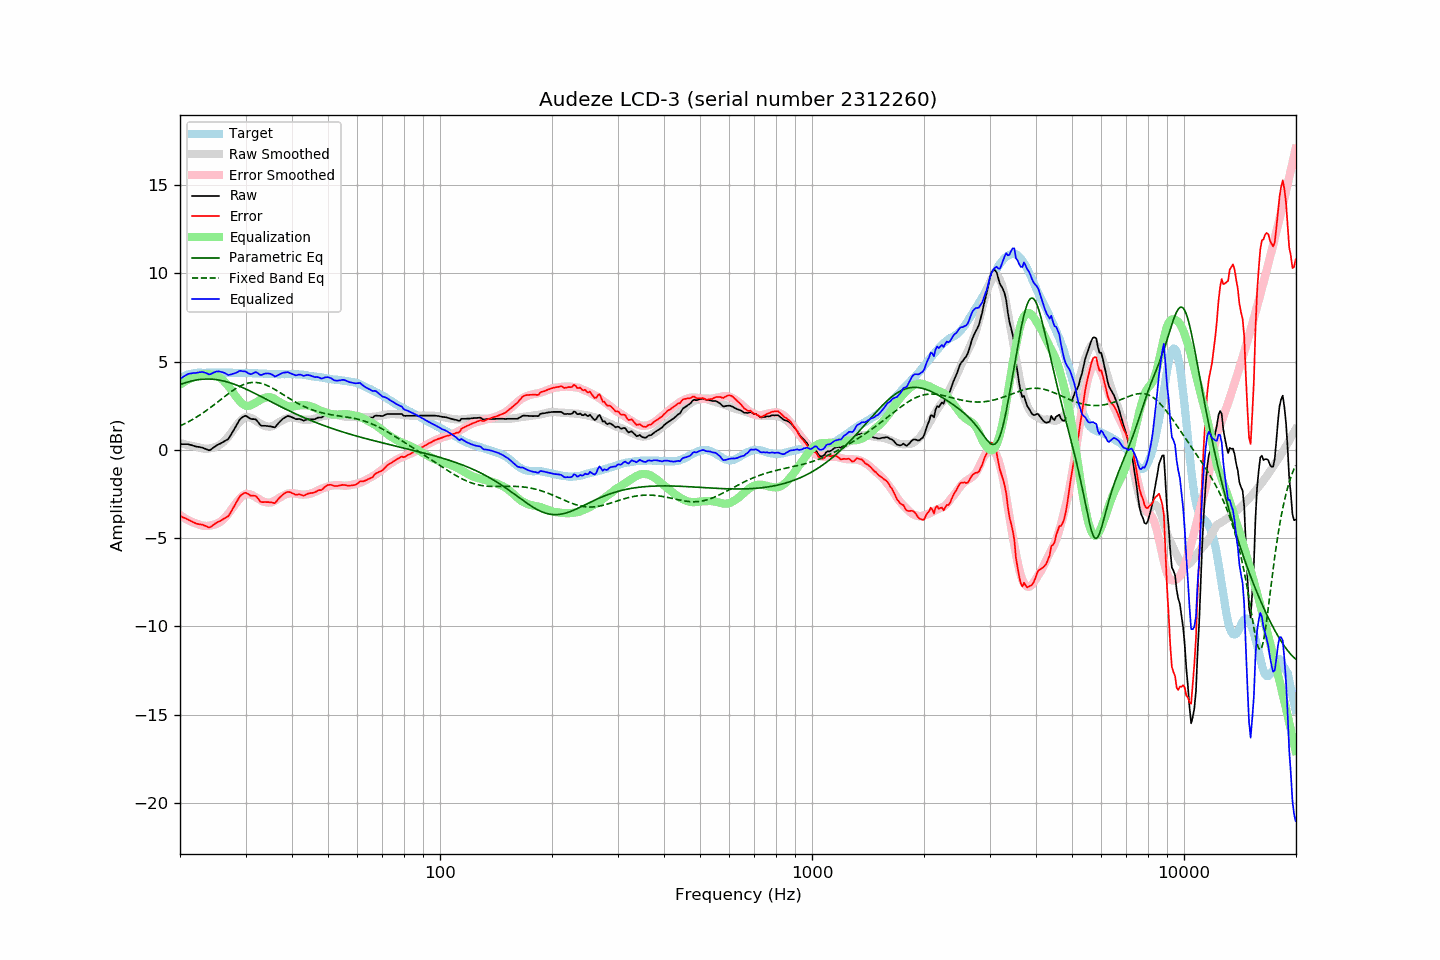 Audeze LCD-3 (serial number 2312260)
Target
Raw Smoothed
Error Smoothed
Raw
Error
Equalization
Parametric Eq
Fixed Band Eq
Equalized
15
10
5
0
−5
−10
−15
−20
Amplitude (dBr)
100
1000
10000
Frequency (Hz)